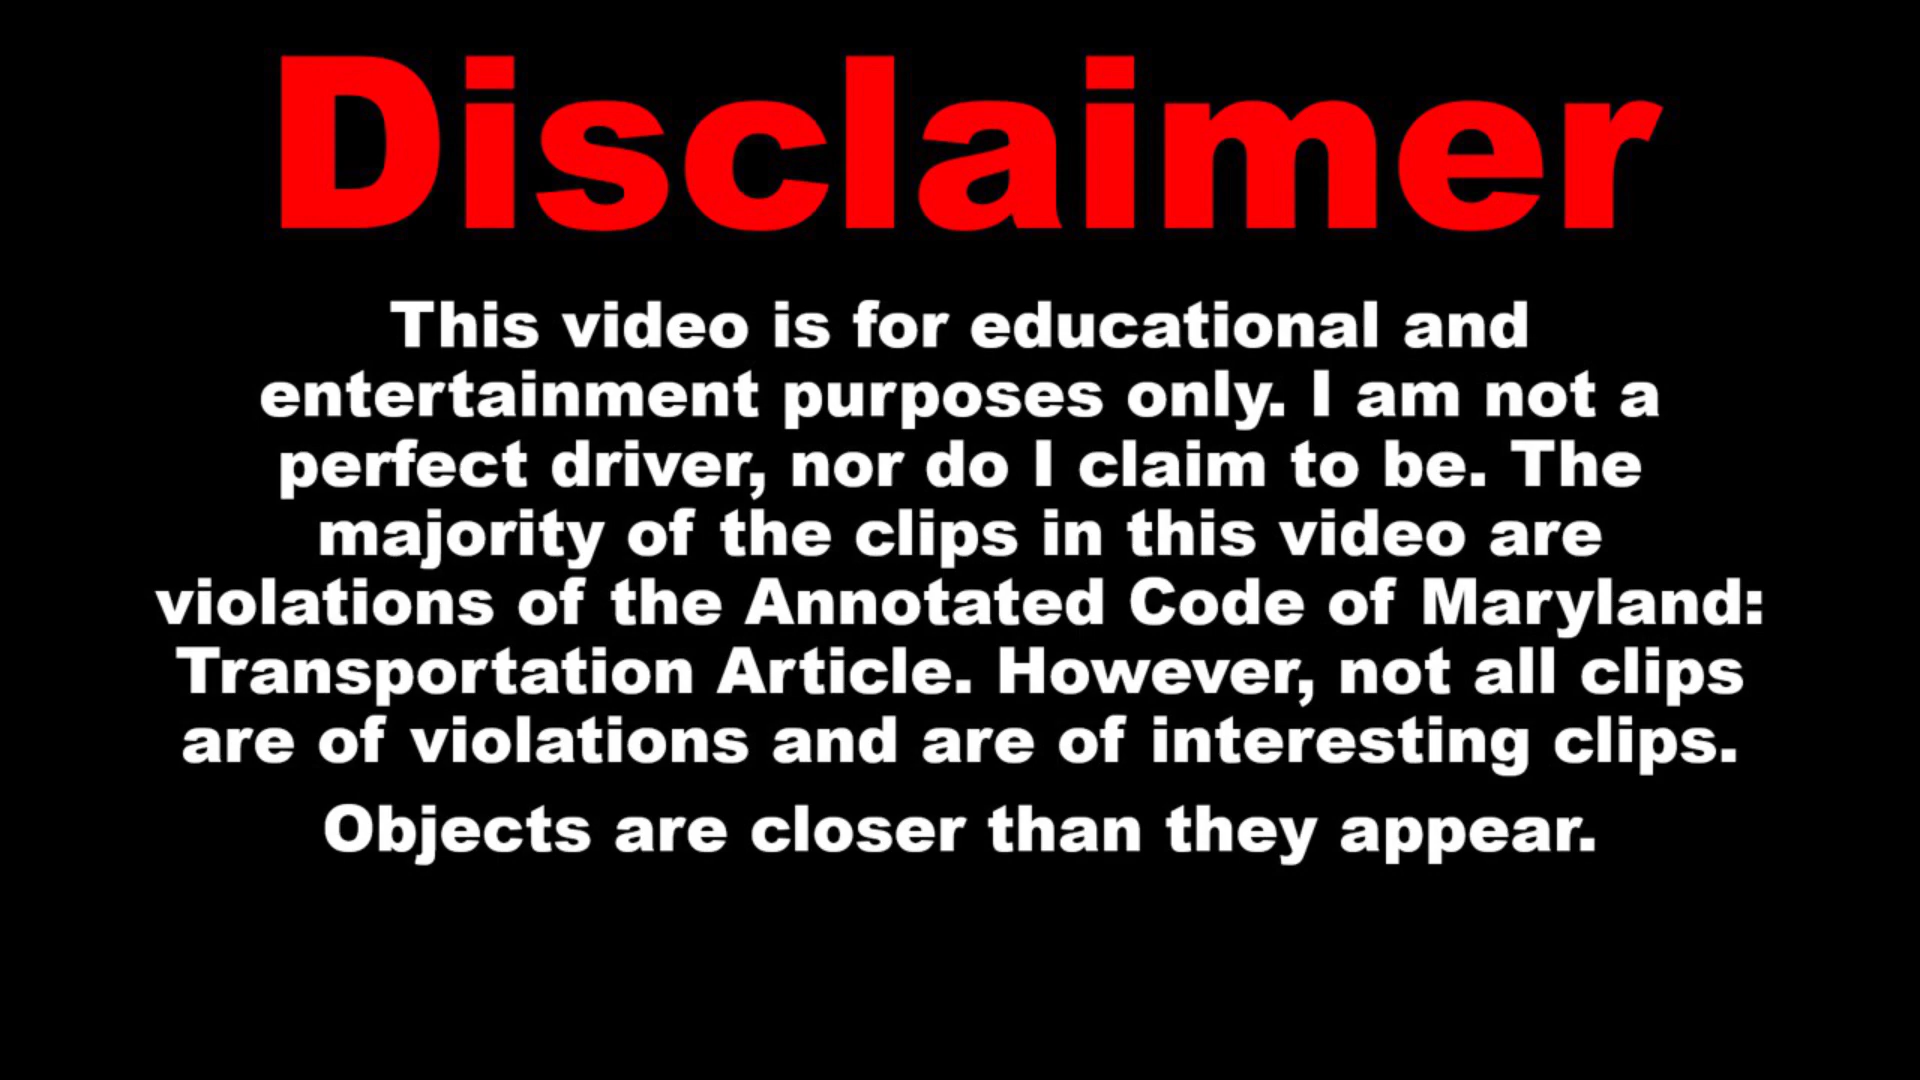 Disclaimer
This video is for educational and
entertainment purposes only. I am not a
perfect driver, nor do I claim to be. The
majority of the clips in this video are
violations of the Annotated Code of Maryland:
Transportation Article. However, not all clips
are of violations and are of interesting clips.
Objects are closer than they appear.